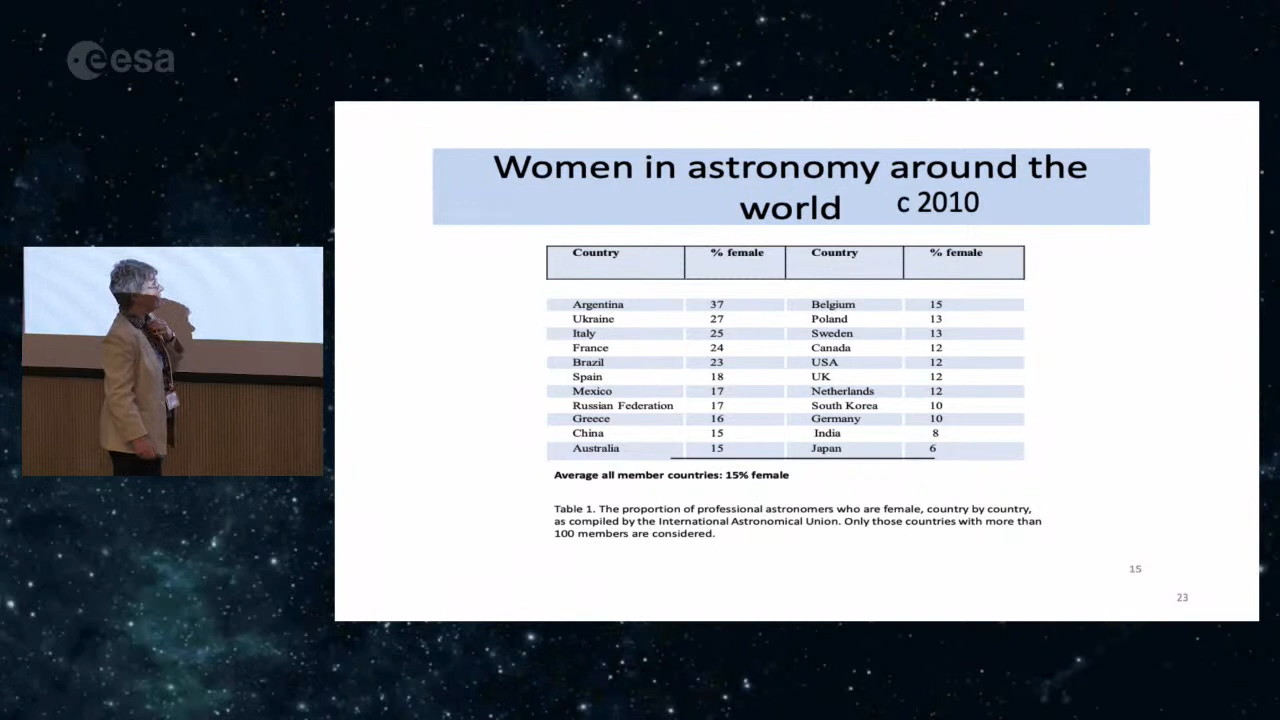 esa
Women in astronomy around the
world c 2010
Country % female Country % female
Argentina 37 Belgium 15
Ukraine 27 Poland 13
Italy 25 Sweden 13
France 24 Canada 12
Brazil 23 USA 12
Spain 18 UK 12
Mexico 17 Netherlands 12
Russian Federation 17 South Korea 10
Greece 16 Germany 10
China 15 India 8
Australia 15 Japan 6
Average all member countries: 15% female
Table 1. The proportion of professional astronomers who are female, country by country,
as compiled by the International Astronomical Union. Only those countries with more than
100 members are considered.
15
23